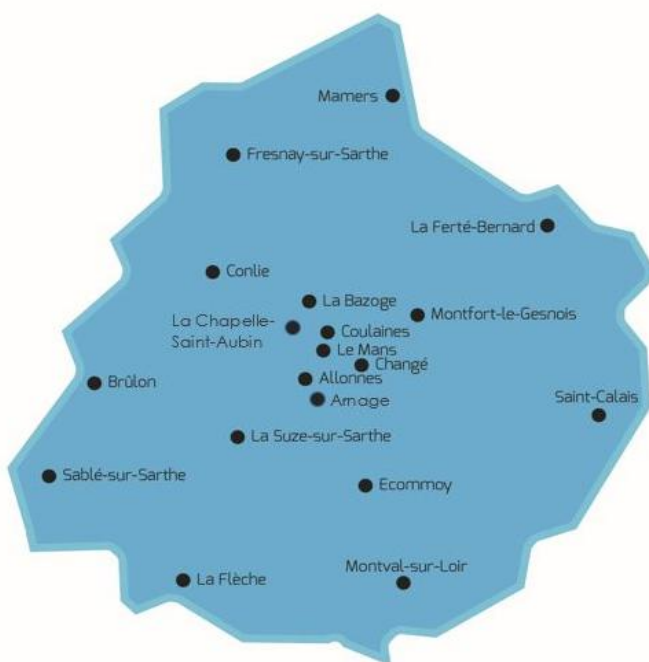 Mamers
Fresnay-sur-Sarthe
La Ferté-Bernard
Conlie
La Bazoge
Montfort-le-Gesnois
La Chapelle-
Saint-Aubin
Coulaines
Le Mans
Changé
Allonnes
Brûlon
Arnage
Saint-Calais
La Suze-sur-Sarthe
Sablé-sur-Sarthe
Ecommoy
Montval-sur-Loir
La Flèche